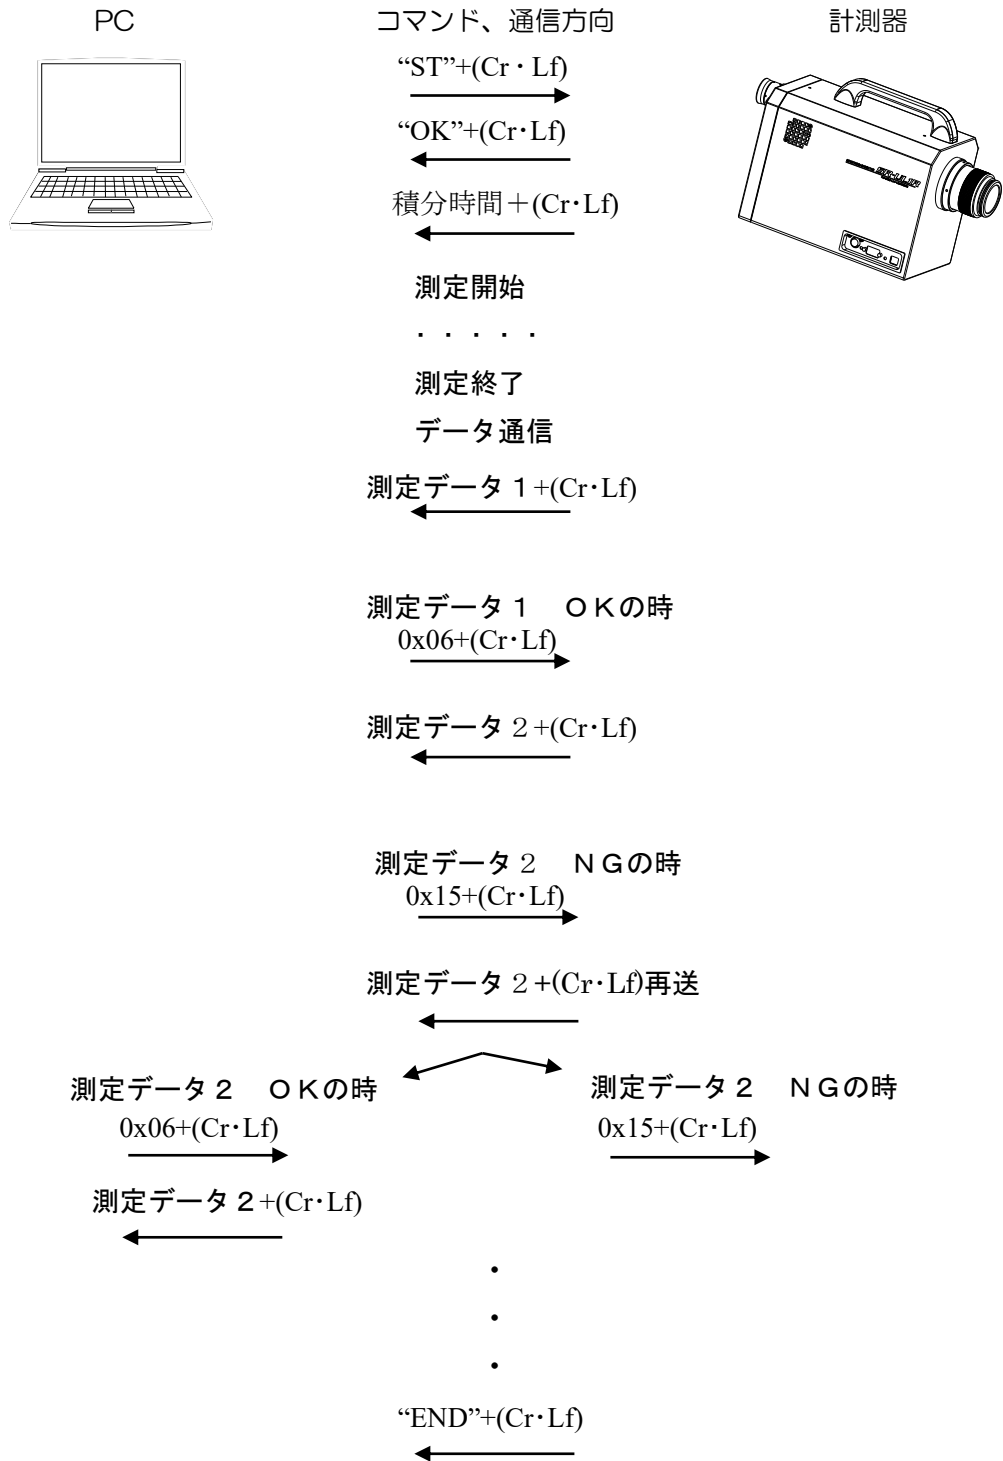 PC　コマンド、通信方向　計測器
“ST”+(Cr・Lf)
“OK”+(Cr・Lf)
積分時間＋(Cr・Lf)
測定開始
・・・・・
測定終了
データ通信
測定データ１+(Cr・Lf)
測定データ１　ＯＫの時
0x06+(Cr・Lf)
測定データ２+(Cr・Lf)
測定データ２　ＮＧの時
0x15+(Cr・Lf)
測定データ２+(Cr・Lf)再送
測定データ２　ＯＫの時　測定データ２　ＮＧの時
0x06+(Cr・Lf)　0x15+(Cr・Lf)
測定データ２+(Cr・Lf)
・
・
・
“END”+(Cr・Lf)